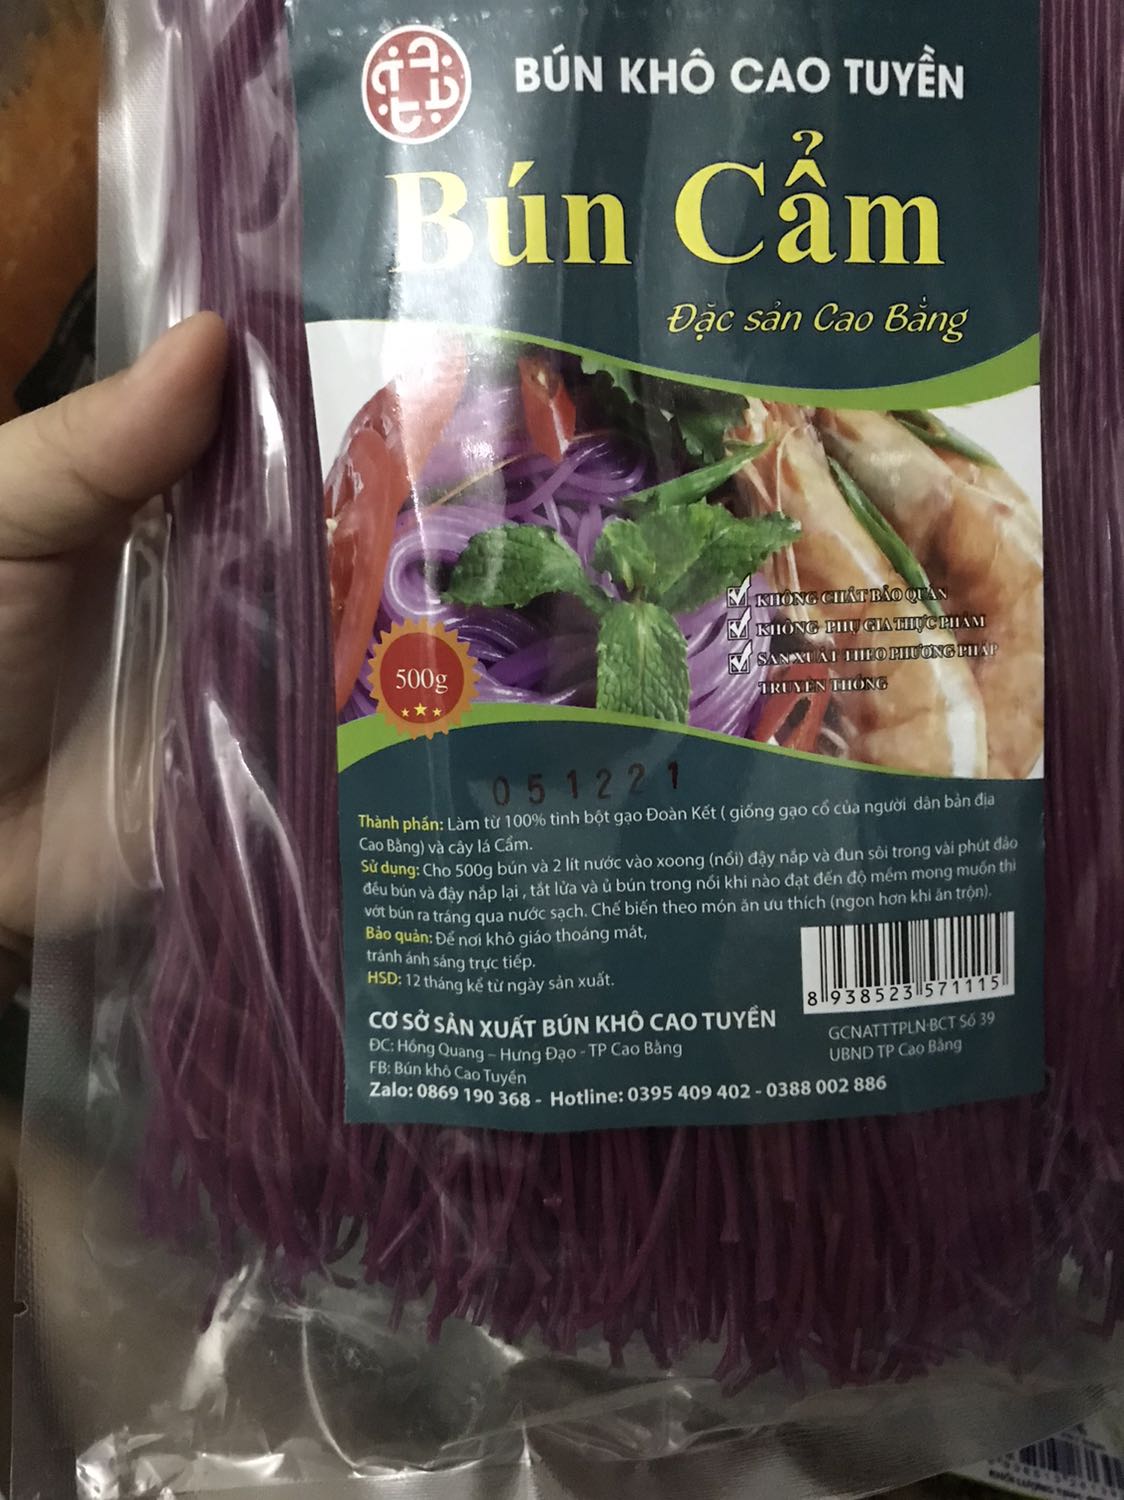 BÚN KHÔ CAO TUYỀN
Bún Cẩm
Đặc sản Cao Bằng
KHÔNG CHẤT BẢO QUẢN
KHÔNG PHỤ GIA THỰC PHẨM
SẢN XUẤT THEO PHƯƠNG PHÁP
TRUYỀN THỐNG
500g
051221
Thành phần: Làm từ 100% tinh bột gạo Đoàn Kết ( giống gạo cổ của người dân bản địa
Cao Bằng) và cây lá Cẩm.
Sử dụng: Cho 500g bún và 2 lít nước vào xoong (nồi) đậy nắp và đun sôi trong vài phút đảo
đều bún và đậy nắp lại , tắt lửa và ủ bún trong nồi khi nào đạt đến độ mềm mong muốn thì
vớt bún ra tráng qua nước sạch. Chế biến theo món ăn ưu thích (ngon hơn khi ăn trộn).
Bảo quản: Để nơi khô giáo thoáng mát,
tránh ánh sáng trực tiếp.
HSD: 12 tháng kể từ ngày sản xuất.
8 938523 571115
CƠ SỞ SẢN XUẤT BÚN KHÔ CAO TUYỀN
ĐC: Hồng Quang – Hưng Đạo - TP Cao Bằng
FB: Bún khô Cao Tuyền
Zalo: 0869 190 368 - Hotline: 0395 409 402 - 0388 002 886
GCNATTTPLN-BCT Số 39
UBND TP Cao Bằng